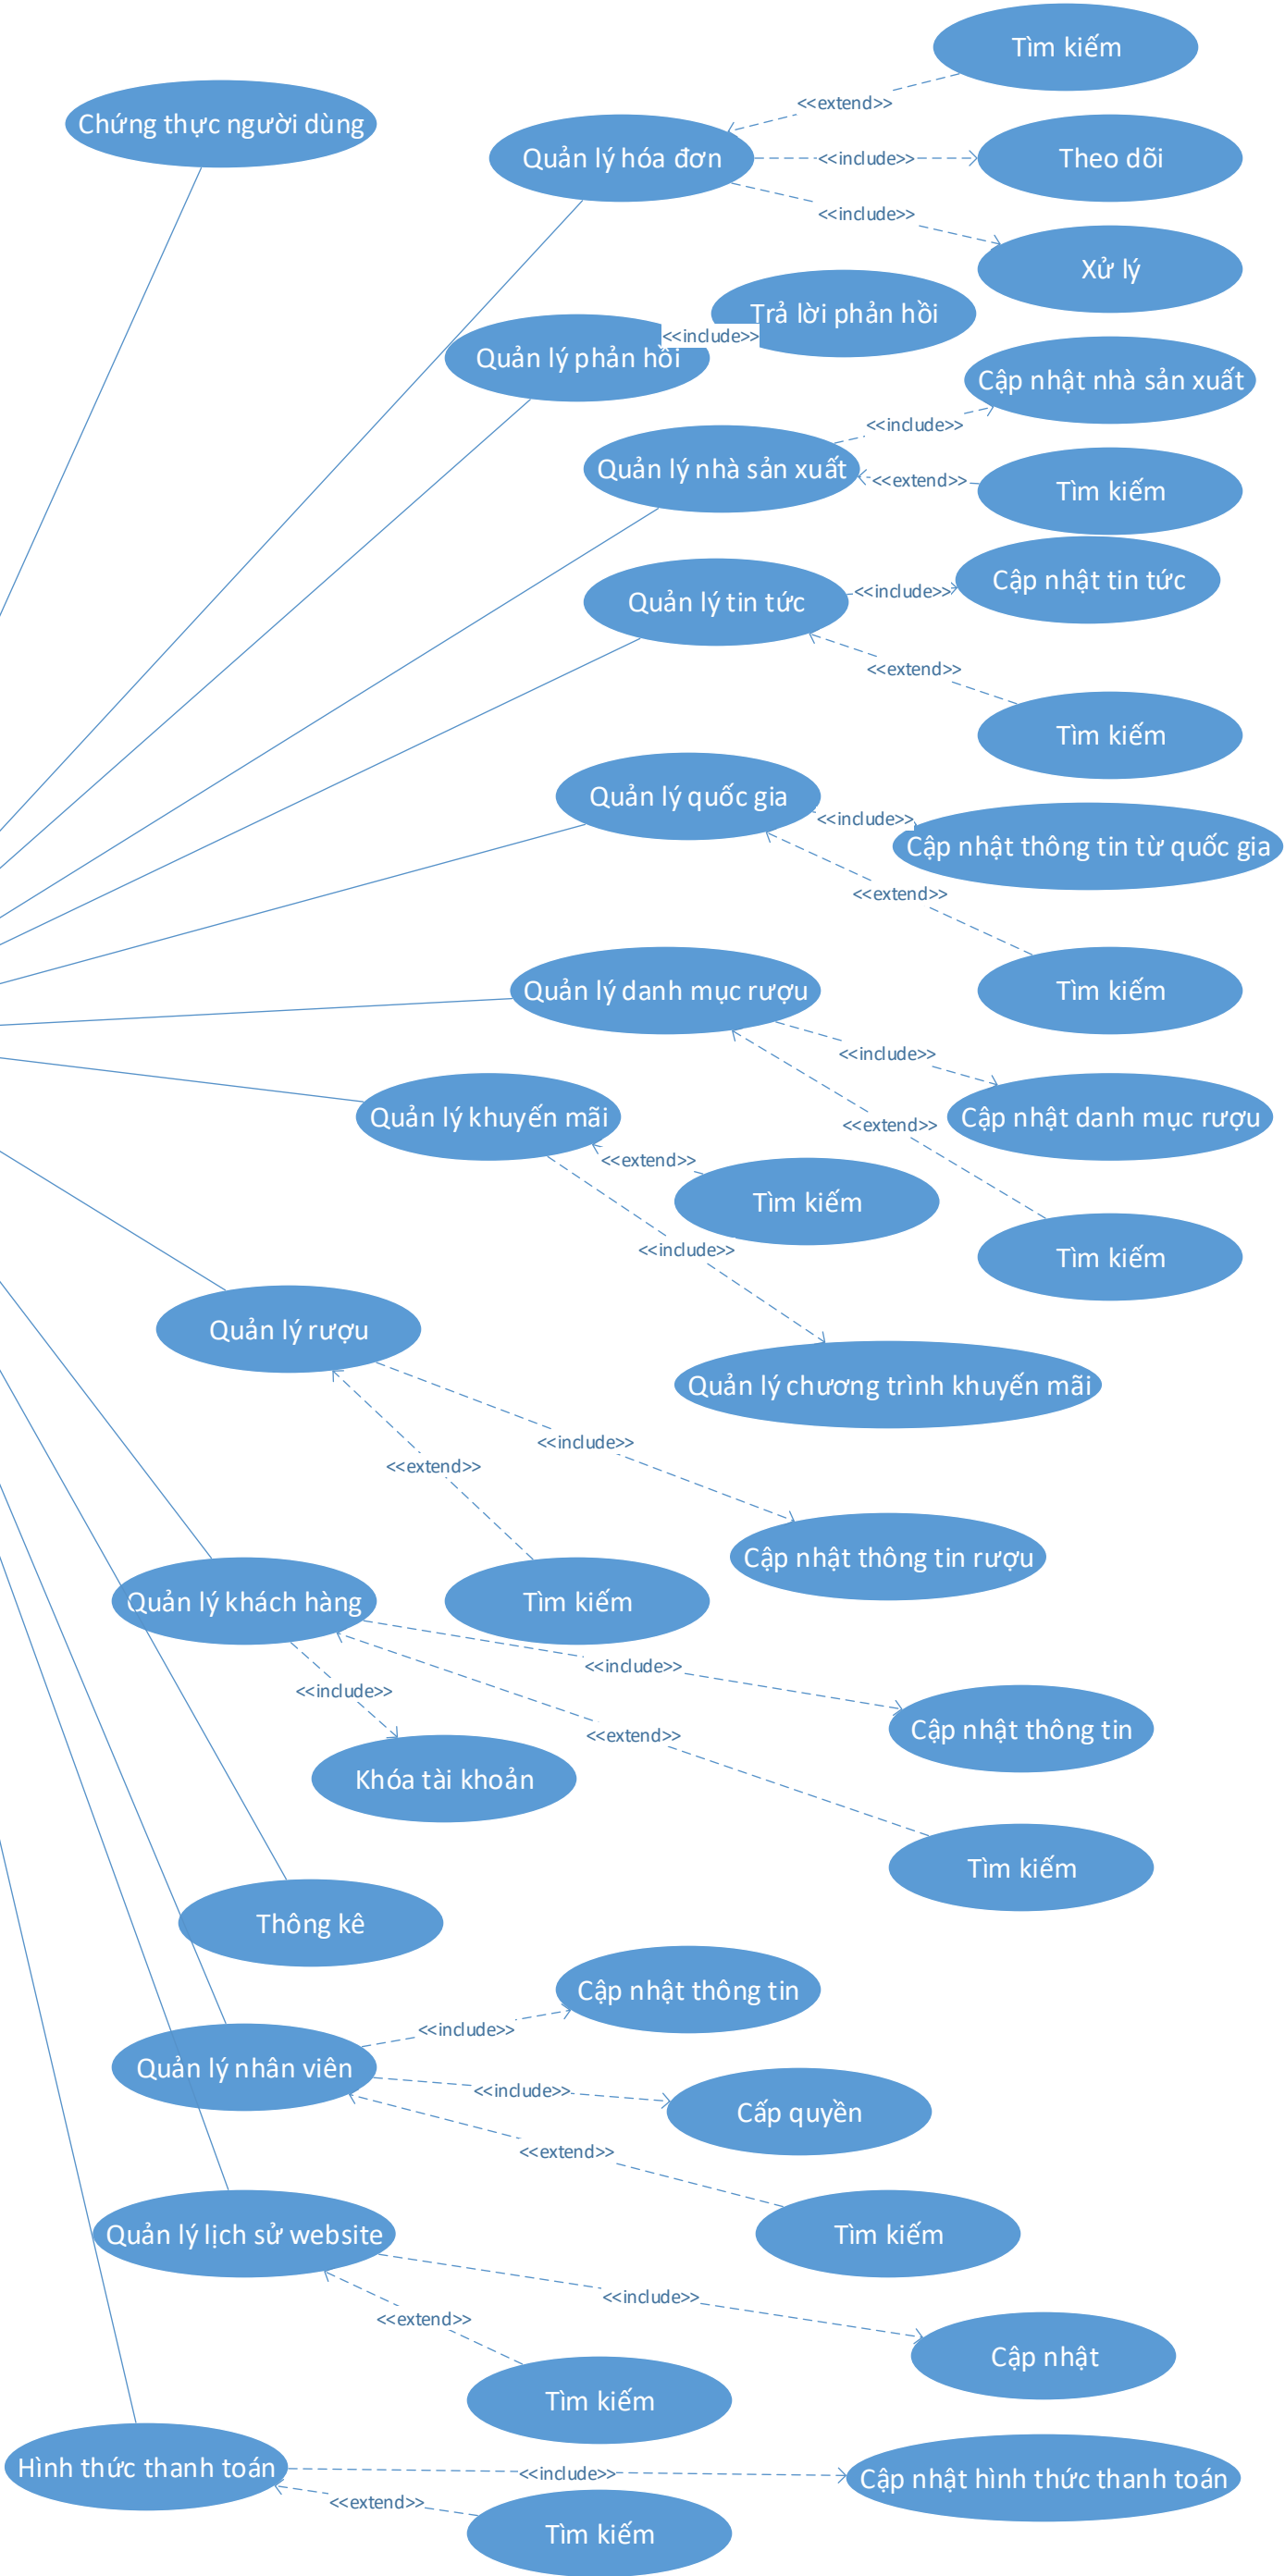 Tìm kiếm
Chứng thực người dùng
<<extend>>
Quản lý hóa đơn
<<include>>
Theo dõi
<<include>>
Xử lý
Trả lời phản hồi
<<include>>
Quản lý phản hồi
Cập nhật nhà sản xuất
<<include>>
Quản lý nhà sản xuất
<<extend>>
Tìm kiếm
Cập nhật tin tức
<<include>>
Quản lý tin tức
<<extend>>
Tìm kiếm
Quản lý quốc gia
<<include>>
Cập nhật thông tin từ quốc gia
<<extend>>
Quản lý danh mục rượu
Tìm kiếm
<<include>>
Quản lý khuyến mãi
Cập nhật danh mục rượu
<<extend>>
<<extend>>
Tìm kiếm
<<include>>
Tìm kiếm
Quản lý rượu
Quản lý chương trình khuyến mãi
<<include>>
<<extend>>
Cập nhật thông tin rượu
Quản lý khách hàng
Tìm kiếm
<<include>>
<<include>>
Cập nhật thông tin
<<extend>>
Khóa tài khoản
Tìm kiếm
Thông kê
Cập nhật thông tin
<<include>>
Quản lý nhân viên
<<include>>
Cấp quyền
<<extend>>
Quản lý lịch sử website
Tìm kiếm
<<include>>
<<extend>>
Cập nhật
Tìm kiếm
Hình thức thanh toán
<<include>>
Cập nhật hình thức thanh toán
<<extend>>
Tìm kiếm